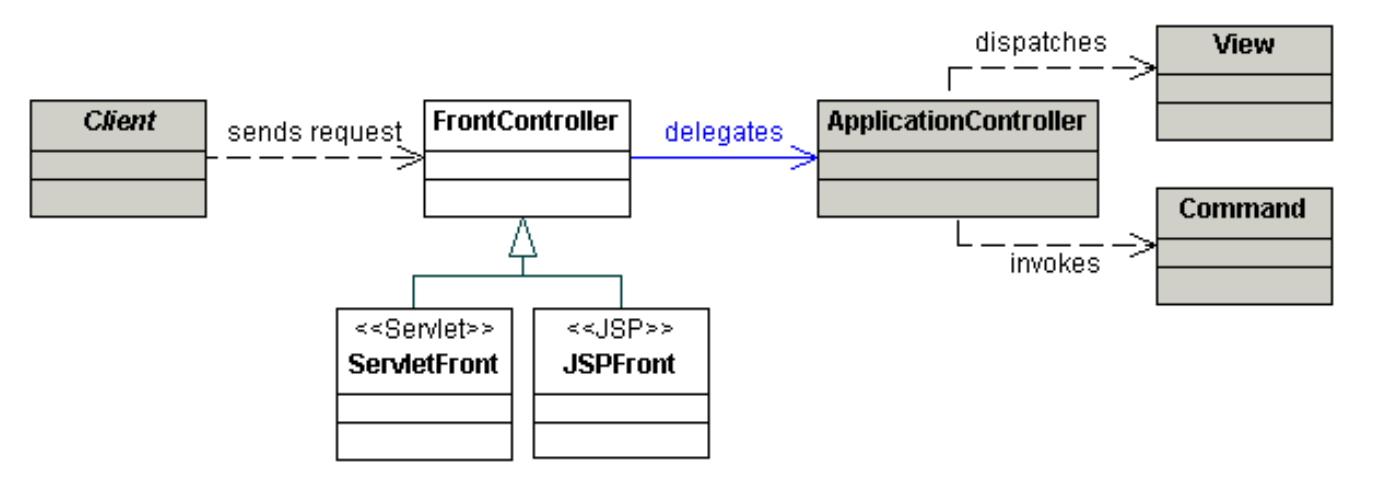 dispatches
View
Client
sends request
FrontController
delegates
ApplicationController
Command
invokes
<<Servlet>>
ServletFront
<<JSP>>
JSPFront